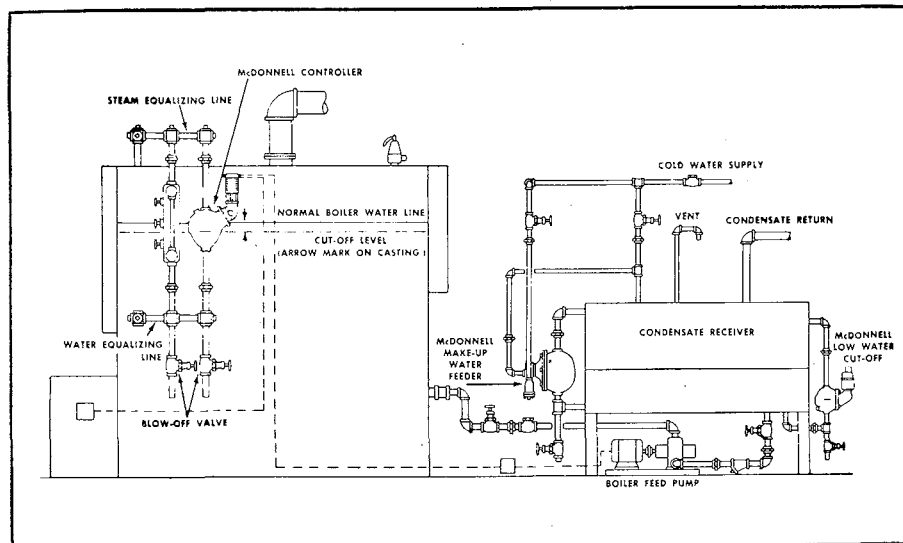 McDONNELL CONTROLLER
STEAM EQUALIZING LINE
COLD WATER SUPPLY
NORMAL BOILER WATER LINE
VENT
CONDENSATE RETURN
CUT-OFF LEVEL
(ARROW MARK ON CASTING)
WATER EQUALIZING
LINE
McDONNELL
MAKE-UP
WATER
FEEDER
CONDENSATE RECEIVER
McDONNELL
LOW WATER
CUT-OFF
BLOW-OFF VALVE
BOILER FEED PUMP